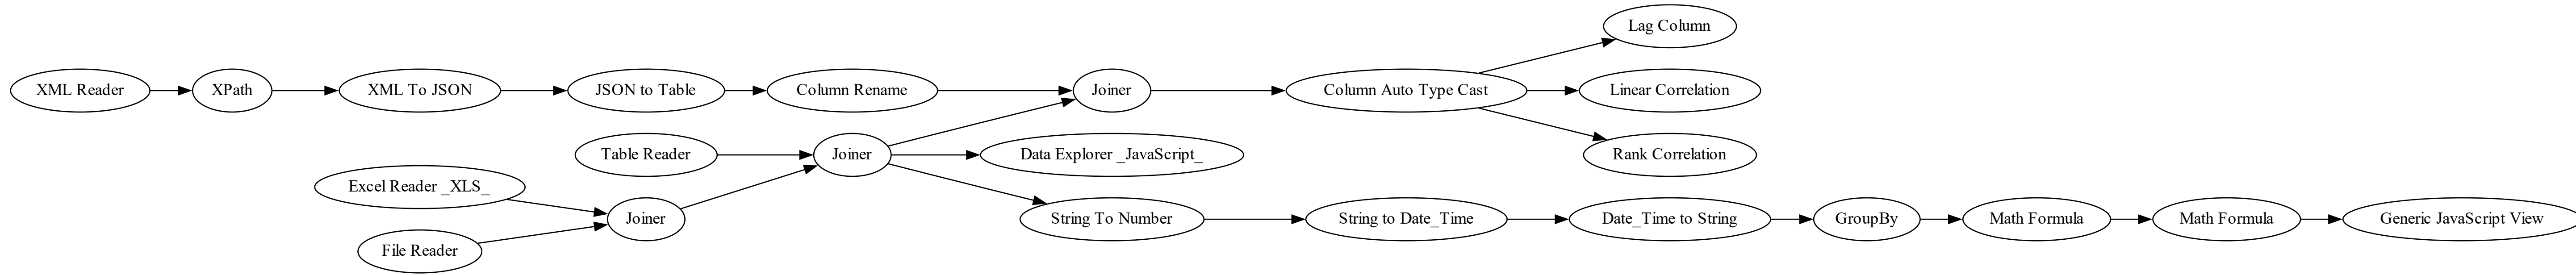 Lag Column
XML Reader
XPath
XML To JSON
JSON to Table
Column Rename
Joiner
Column Auto Type Cast
Linear Correlation
Table Reader
Joiner
Data Explorer _JavaScript_
Rank Correlation
Excel Reader _XLS_
Joiner
File Reader
String To Number
String to Date_Time
Date_Time to String
GroupBy
Math Formula
Math Formula
Generic JavaScript View